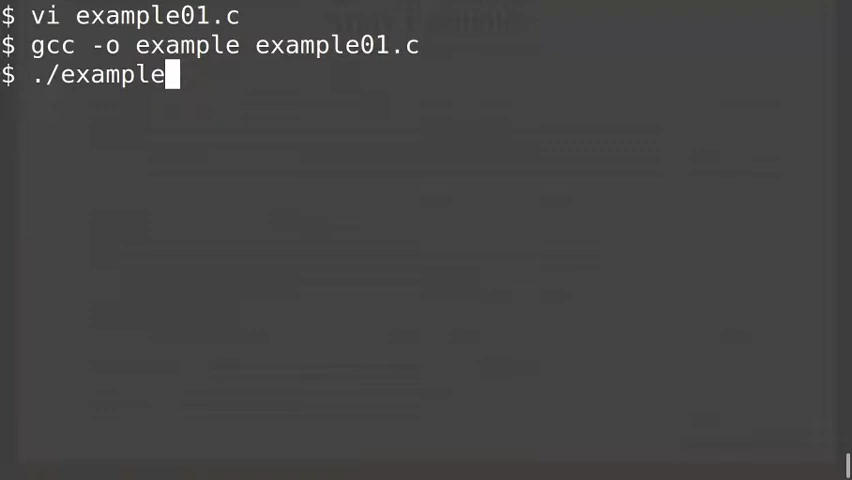 $ vi example01.c
$ gcc -o example example01.c
$ ./example